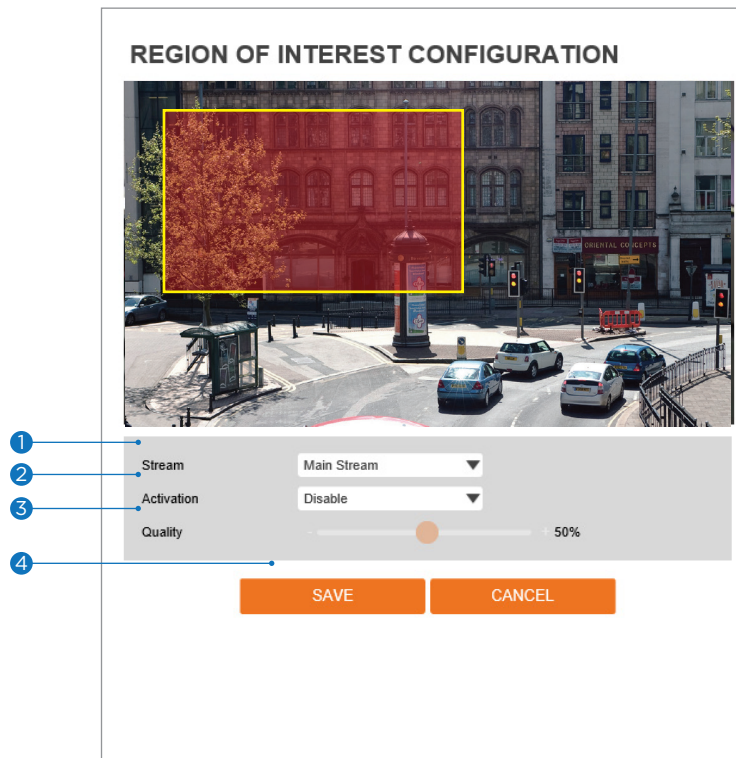 REGION OF INTEREST CONFIGURATION
ORIENTAL CONCEPTS
1
Stream
Main Stream
2
Activation
Disable
3
Quality
- + 50%
4
SAVE
CANCEL